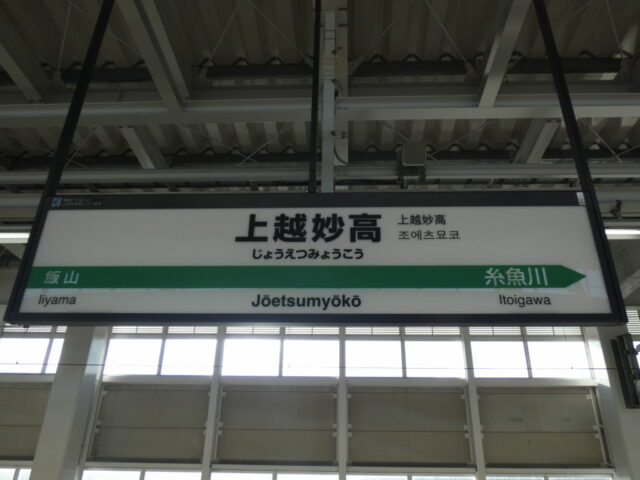 上越妙高
じょうえつみょうこう
上越妙高
조에츠묘코
飯山
糸魚川
Iiyama
Jōetsumyōkō
Itoigawa